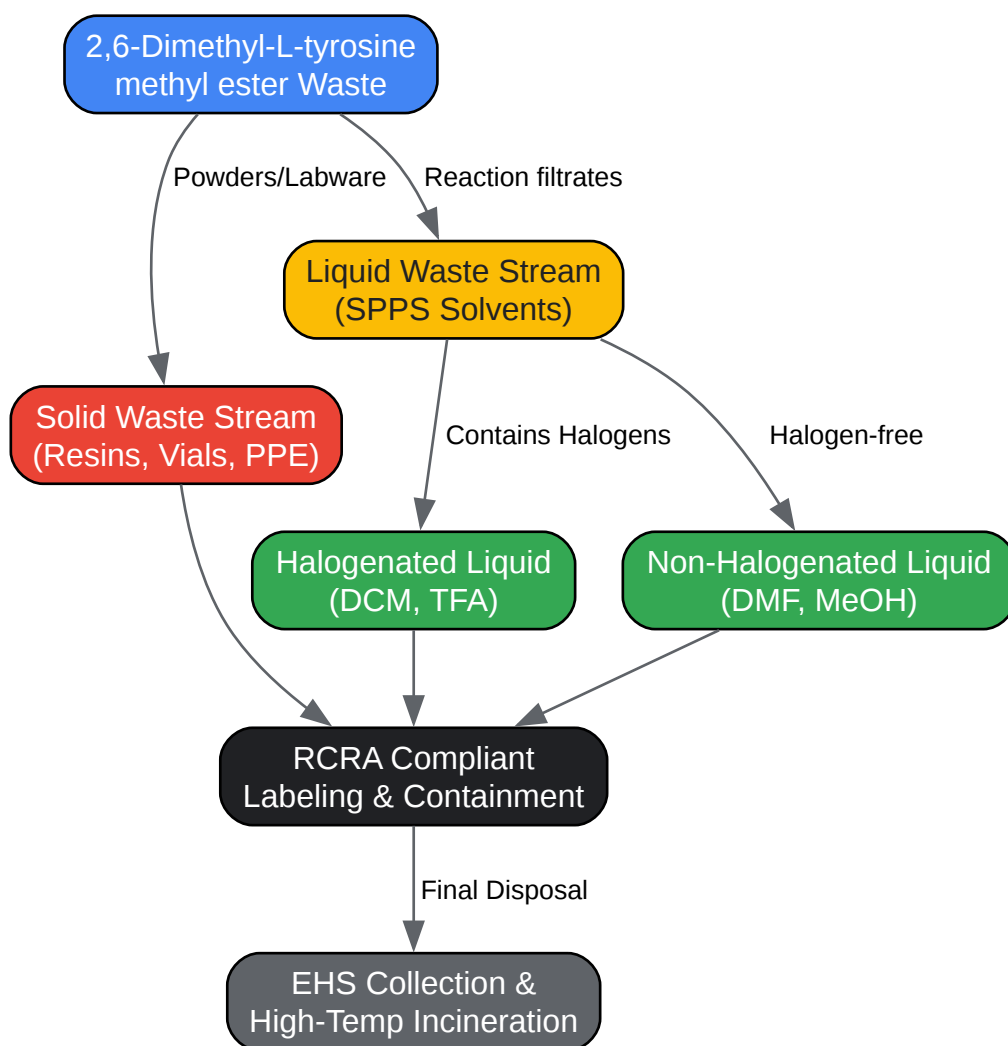 2,6-Dimethyl-L-tyrosine
methyl ester Waste
Powders/Labware
Reaction filtrates
Liquid Waste Stream
(SPPS Solvents)
Solid Waste Stream
(Resins, Vials, PPE)
Contains Halogens
Halogen-free
Halogenated Liquid
(DCM, TFA)
Non-Halogenated Liquid
(DMF, MeOH)
RCRA Compliant
Labeling & Containment
Final Disposal
EHS Collection &
High-Temp Incineration